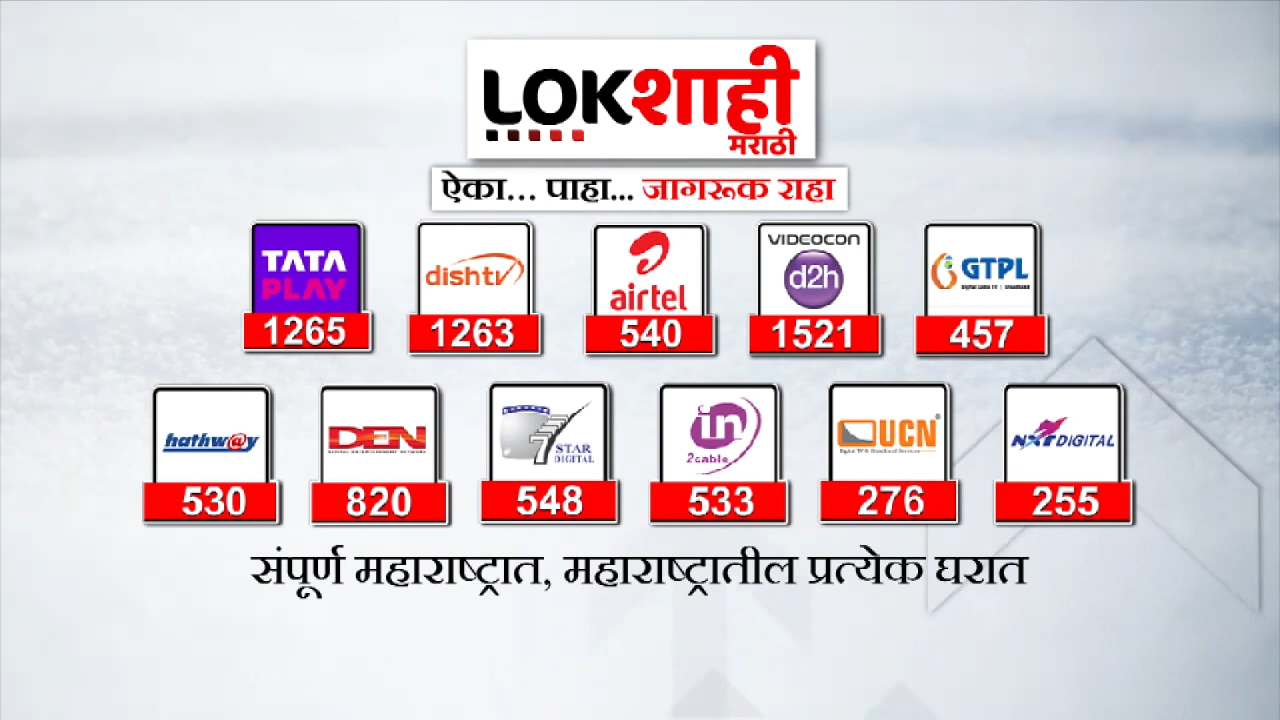 LOKशाही
मराठी
ऐका... पाहा... जागरूक राहा
TATA PLAY
dishtv
airtel
VIDEOCON d2h
GTPL
1265
1263
540
1521
457
hathw@y
DEN
7 STAR DIGITAL
in 2cable
UCN
NXT DIGITAL
530
820
548
533
276
255
संपूर्ण महाराष्ट्रात, महाराष्ट्रातील प्रत्येक घरात